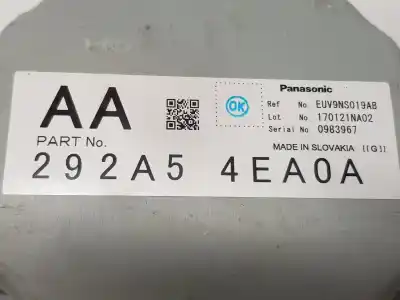 AA
PART No.
292A5 4EA0A
OK
Panasonic
Ref No. EUV9NS019AB
Lot No. 170121NA02
Serial No 0983967
MADE IN SLOVAKIA ((G))